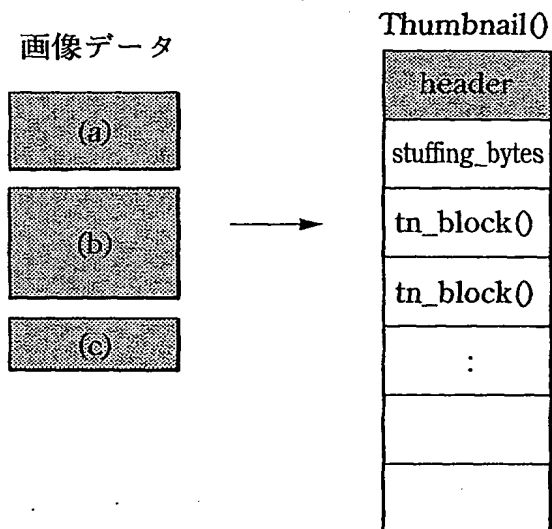 画像データ
(a)
(b)
(c)
Thumbnail()
header
stuffing_bytes
tn_block()
tn_block()
: